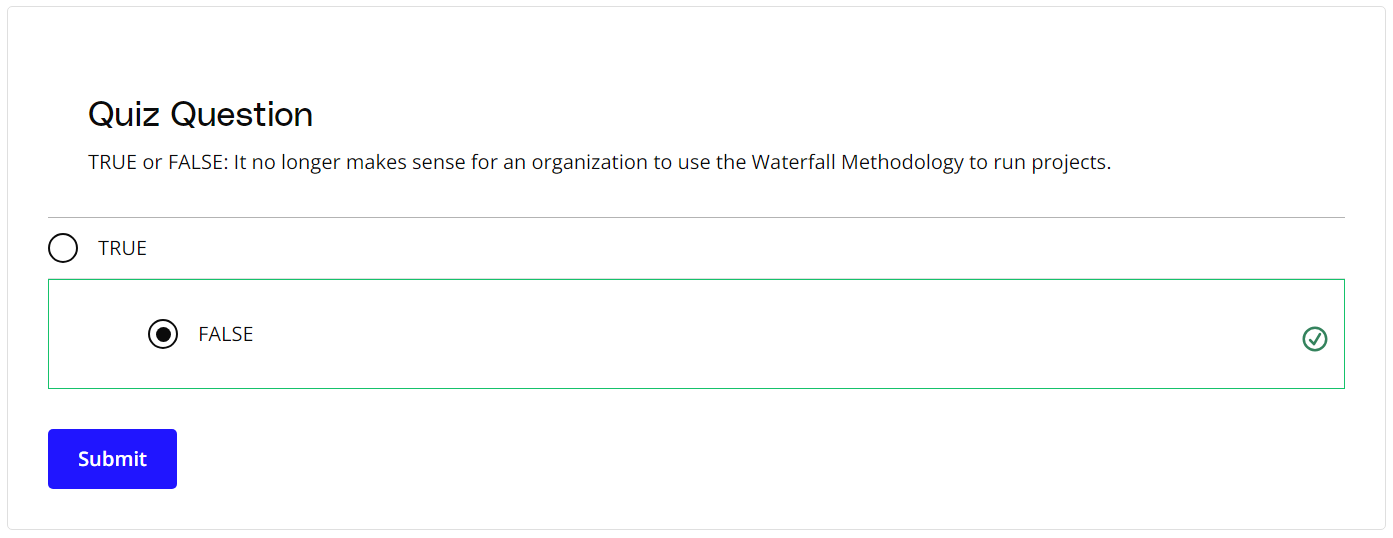 Quiz Question
TRUE or FALSE: It no longer makes sense for an organization to use the Waterfall Methodology to run projects.
TRUE
FALSE
Submit